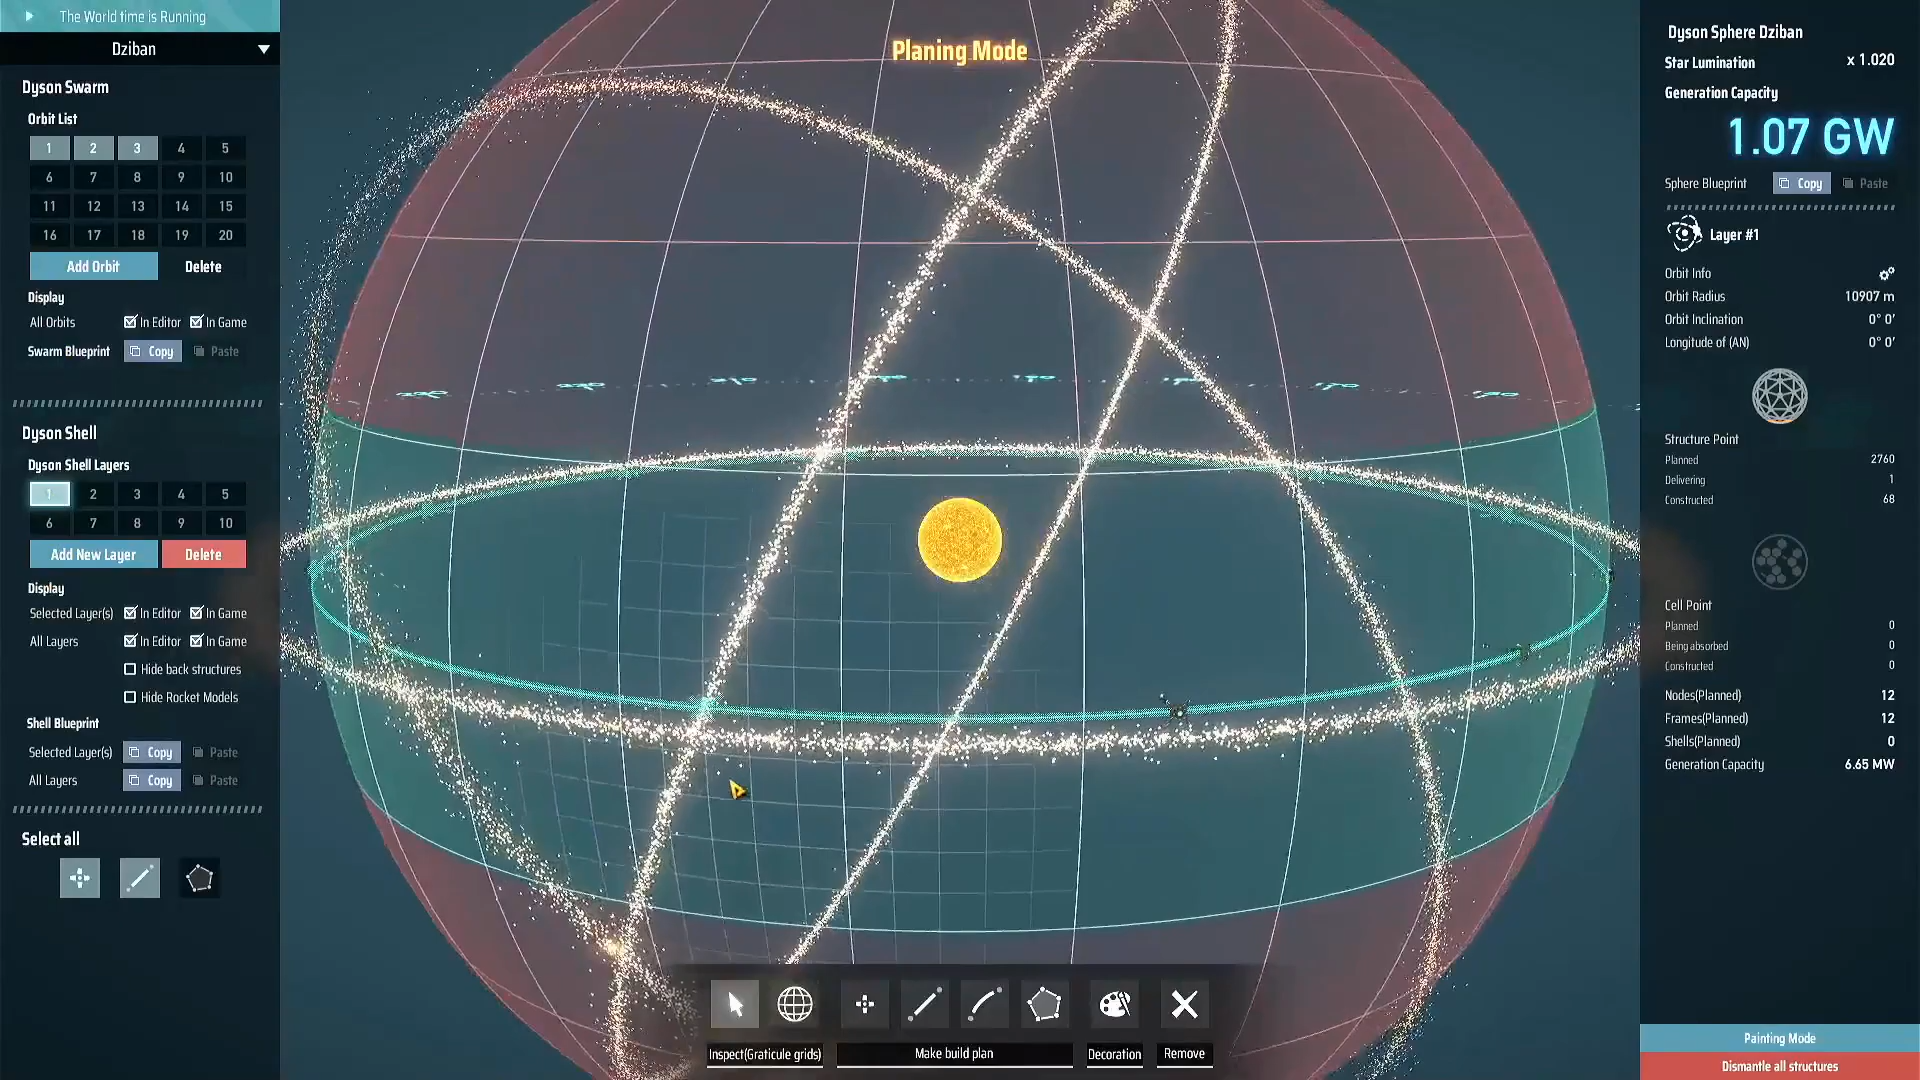 The World time is Running
Dziban
Dyson Swarm
Orbit List
1 2 3 4 5
6 7 8 9 10
11 12 13 14 15
16 17 18 19 20
Add Orbit Delete
Display
All Orbits In Editor In Game
Swarm Blueprint Copy Paste
Dyson Shell
Dyson Shell Layers
1 2 3 4 5
6 7 8 9 10
Add New Layer Delete
Display
Selected Layer(s) In Editor In Game
All Layers In Editor In Game
Hide back structures
Hide Rocket Models
Shell Blueprint
Selected Layer(s) Copy Paste
All Layers Copy Paste
Select all
Planing Mode
Inspect(Graticule grids) Make build plan Decoration Remove
Dyson Sphere Dziban
Star Lumination x 1.020
Generation Capacity
1.07 GW
Sphere Blueprint Copy Paste
Layer #1
Orbit Info
Orbit Radius 10907 m
Orbit Inclination 0° 0'
Longitude of (AN) 0° 0'
Structure Point
Planned 2760
Delivering 1
Constructed 68
Cell Point
Planned 0
Being absorbed 0
Constructed 0
Nodes(Planned) 12
Frames(Planned) 12
Shells(Planned) 0
Generation Capacity 6.65 MW
Painting Mode
Dismantle all structures